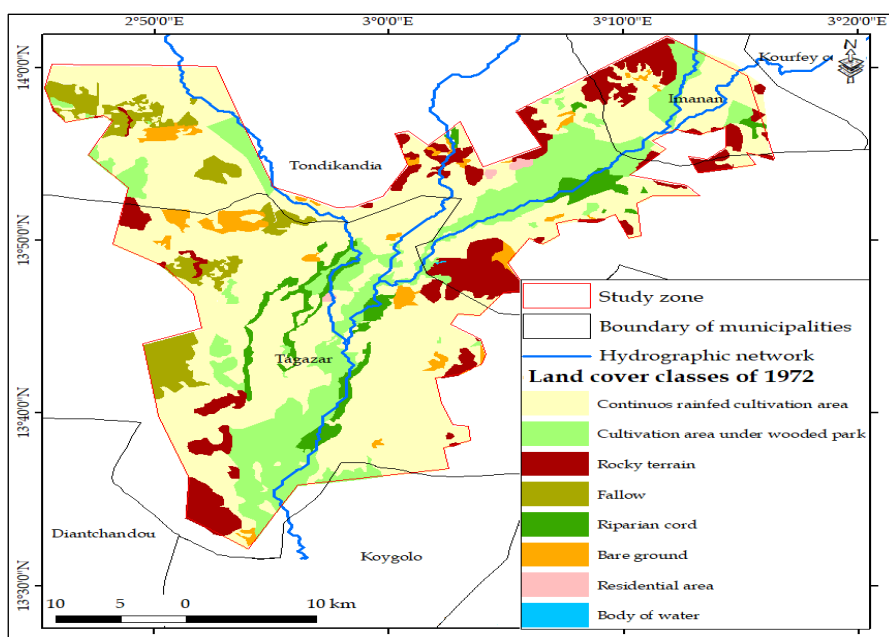 2°50'0"E 3°0'0"E 3°10'0"E 3°20'0"E
14°0'0"N
13°50'0"N
13°40'0"N
13°30'0"N
N
Kourfey
Imanan
Tondikandia
Tagazar
Diantchandou
Koygolo
Study zone
Boundary of municipalities
Hydrographic network
Land cover classes of 1972
Continuos rainfed cultivation area
Cultivation area under wooded park
Rocky terrain
Fallow
Riparian cord
Bare ground
Residential area
Body of water
10 5 0 10 km